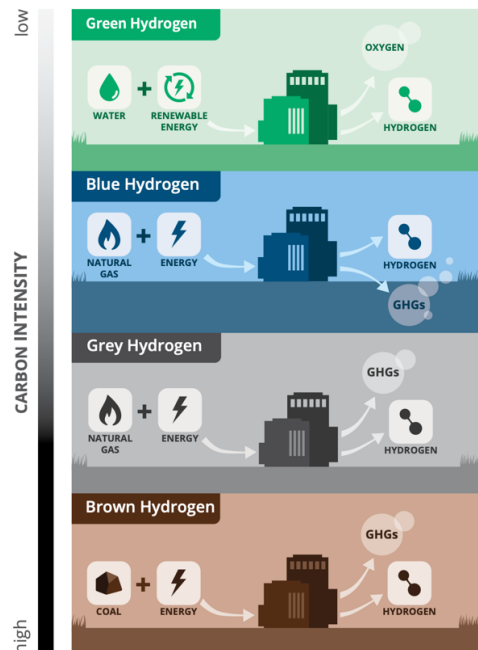 low
CARBON INTENSITY
high
Green Hydrogen
OXYGEN
WATER
RENEWABLE
ENERGY
HYDROGEN
Blue Hydrogen
NATURAL
GAS
ENERGY
HYDROGEN
GHGs
Grey Hydrogen
GHGs
NATURAL
GAS
ENERGY
HYDROGEN
Brown Hydrogen
GHGs
COAL
ENERGY
HYDROGEN